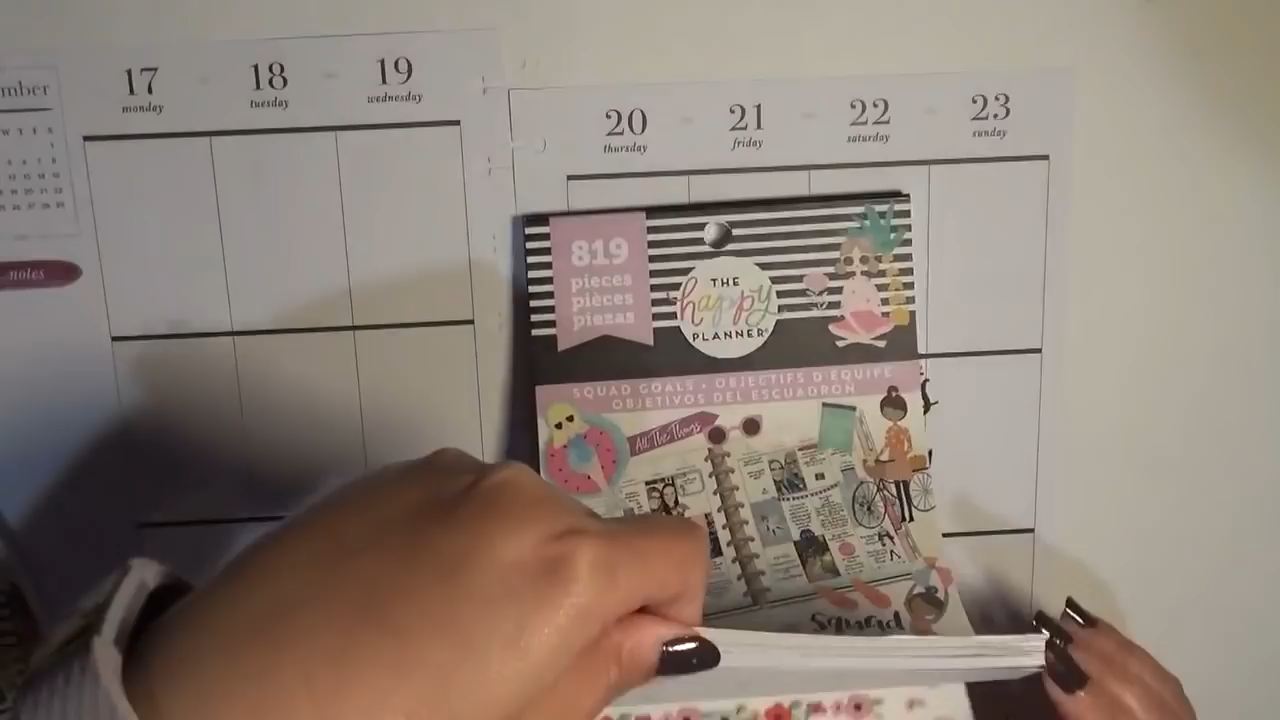 mber
W T F S
notes
17
monday
18
tuesday
19
wednesday
20
thursday
21
friday
22
saturday
23
sunday
819
pieces
pièces
piezas
THE
happy
PLANNER
SQUAD GOALS • OBJECTIFS D'ÉQUIPE
OBJETIVOS DEL ESCUADRÓN
All The Things
squad